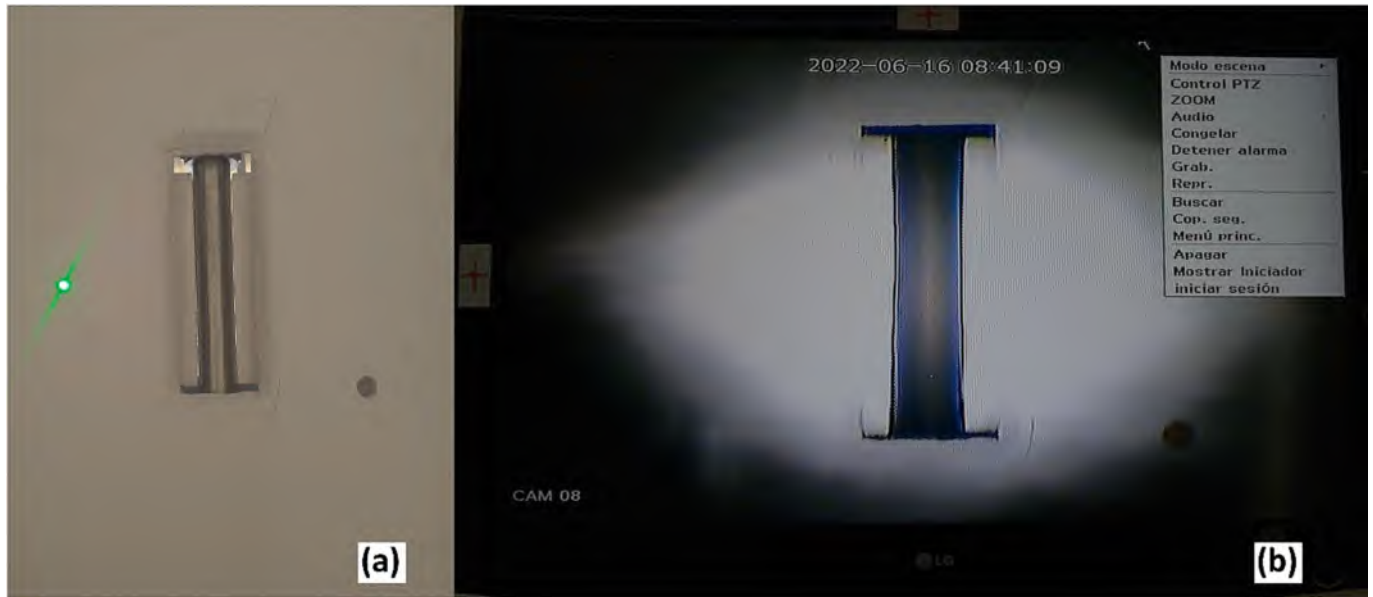 2022-06-16 08:41:09
Modo escena
Control PTZ
ZOOM
Audio
Congelar
Detener alarma
Grab.
Repr.
Buscar
Cop. seg.
Menú princ.
Apagar
Mostrar Iniciador
iniciar sesión
CAM 08
LG
(a)
(b)